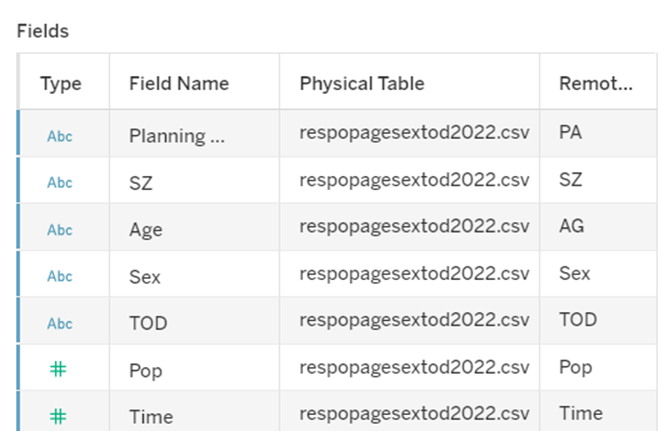 Fields
Type Field Name Physical Table Remot...
Abc Planning ... respopagesextod2022.csv PA
Abc SZ respopagesextod2022.csv SZ
Abc Age respopagesextod2022.csv AG
Abc Sex respopagesextod2022.csv Sex
Abc TOD respopagesextod2022.csv TOD
# Pop respopagesextod2022.csv Pop
# Time respopagesextod2022.csv Time